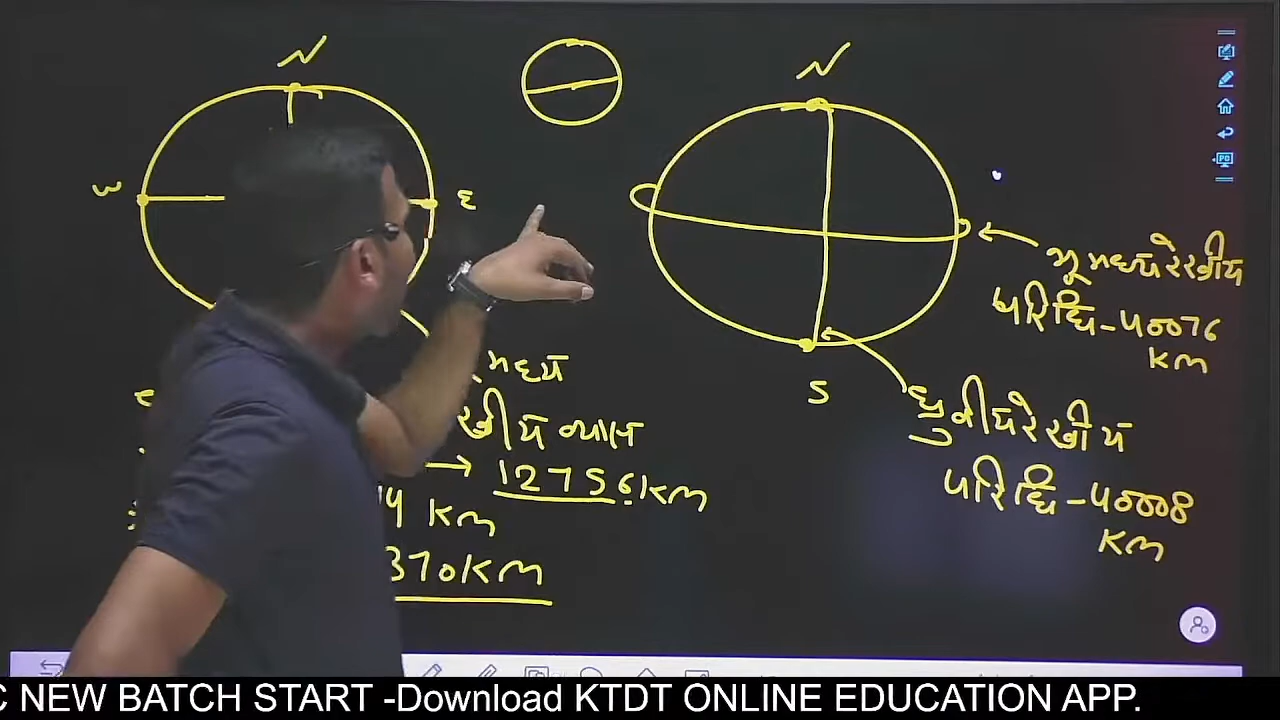 N
W
E
મધ્ય
ખીય વ્યાસ
→ 12756km
14 km
370km
N
S
ભૂમધ્યરેખીય
પરિધિ-40076
km
ધ્રુવીયરેખીય
પરિધિ-40008
km
C NEW BATCH START -Download KTDT ONLINE EDUCATION APP.